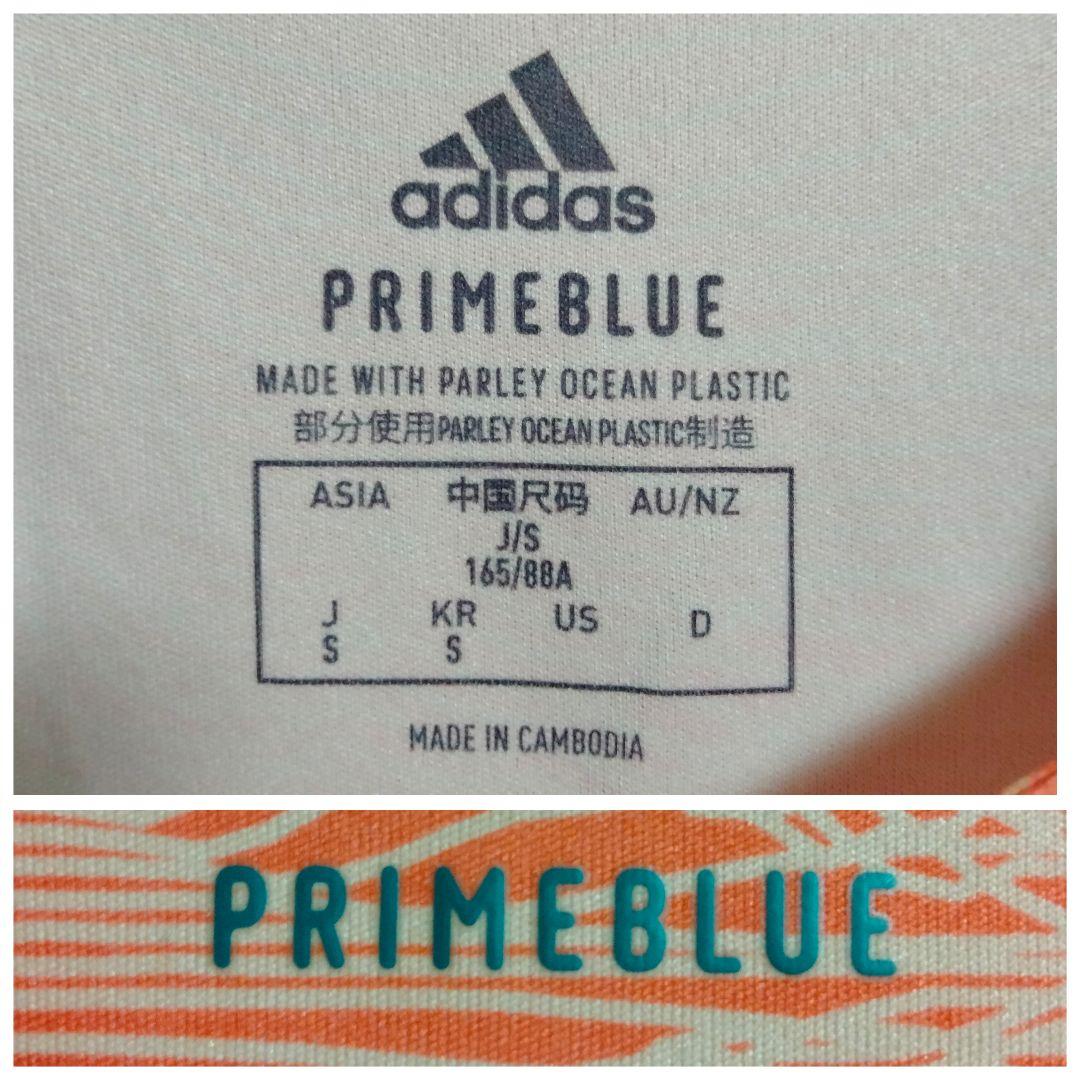 adidas
PRIMEBLUE
MADE WITH PARLEY OCEAN PLASTIC
部分使用PARLEY OCEAN PLASTIC制造
ASIA 中国尺码 AU/NZ
J/S
165/88A
J KR US D
S S
MADE IN CAMBODIA
PRIMEBLUE